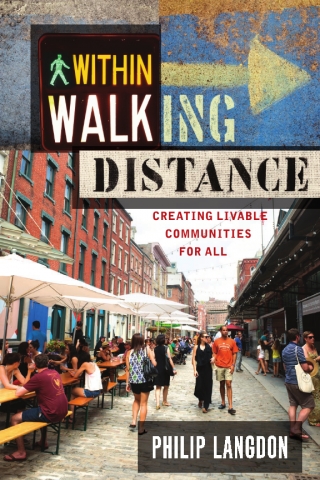 WITHIN
WALKING
DISTANCE
CREATING LIVABLE
COMMUNITIES
FOR ALL
PHILIP LANGDON